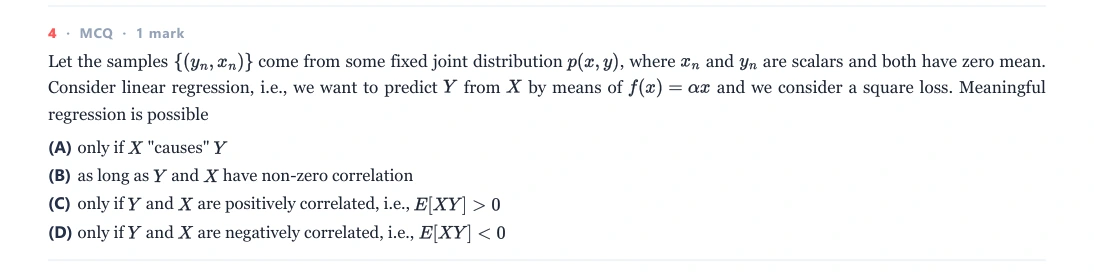 4 · MCQ · 1 mark
Let the samples {(yₙ, xₙ)} come from some fixed joint distribution p(x, y), where xₙ and yₙ are scalars and both have zero mean.
Consider linear regression, i.e., we want to predict Y from X by means of f(x) = αx and we consider a square loss. Meaningful
regression is possible
(A) only if X "causes" Y
(B) as long as Y and X have non-zero correlation
(C) only if Y and X are positively correlated, i.e., E[XY] > 0
(D) only if Y and X are negatively correlated, i.e., E[XY] < 0